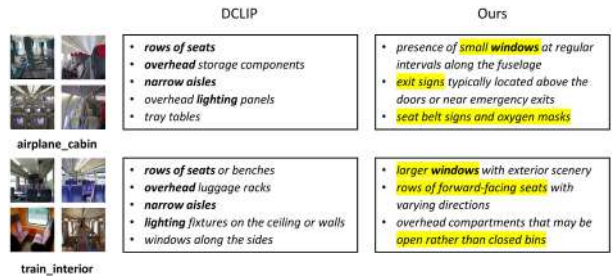 DCLIP
Ours
• rows of seats
• overhead storage components
• narrow aisles
• overhead lighting panels
• tray tables
• presence of small windows at regular
intervals along the fuselage
• exit signs typically located above the
doors or near emergency exits
• seat belt signs and oxygen masks
airplane_cabin
• rows of seats or benches
• overhead luggage racks
• narrow aisles
• lighting fixtures on the ceiling or walls
• windows along the sides
• larger windows with exterior scenery
• rows of forward-facing seats with
varying directions
• overhead compartments that may be
open rather than closed bins
train_interior